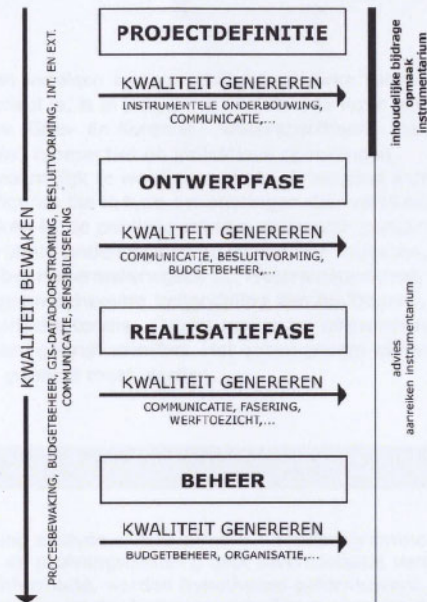 PROJECTDEFINITIE
KWALITEIT GENEREREN
INSTRUMENTELE ONDERBOUWING,
COMMUNICATIE,...
ONTWERPFASE
KWALITEIT GENEREREN
COMMUNICATIE, BESLUITVORMING,
BUDGETBEHEER,...
REALISATIEFASE
KWALITEIT GENEREREN
COMMUNICATIE, FASERING,
WERFTOEZICHT,...
BEHEER
KWALITEIT GENEREREN
BUDGETBEHEER, ORGANISATIE,...
KWALITEIT BEWAKEN
PROCESBEWAKING, BUDGETBEHEER, GIS-DATADOORSTROMING, BESLUITVORMING, INT. EN EXT.
COMMUNICATIE, SENSIBILISERING
inhoudelijke bijdrage
opmaak
instrumentarium
advies
aanreiken instrumentarium